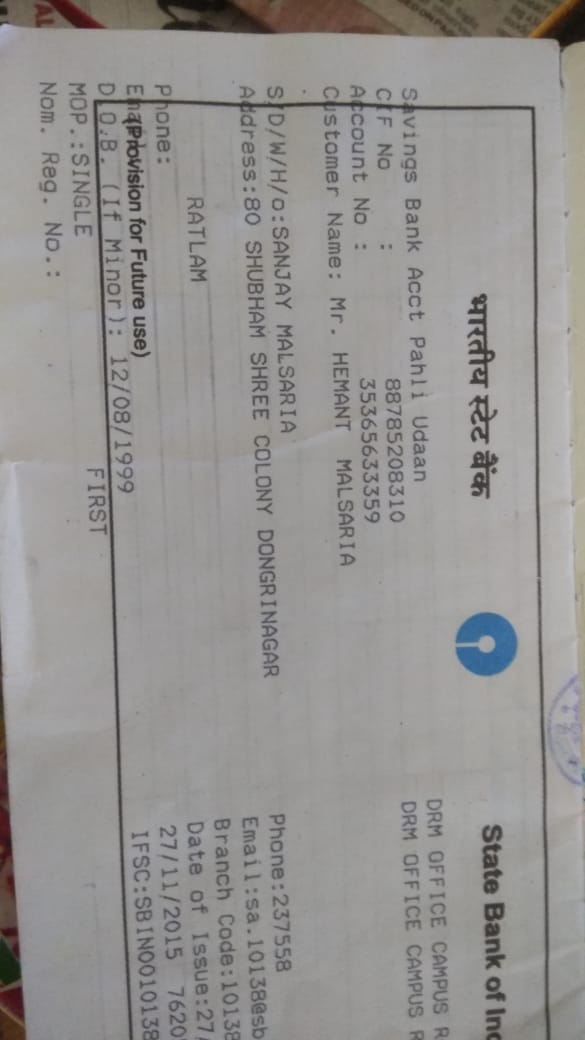 भारतीय स्टेट बैंक
State Bank of
DRM OFFICE CAMPUS R
DRM OFFICE CAMPUS R
Savings Bank Acct Pahli Udaan
CIF No : 88785208310
Account No : 35365633359
Customer Name: Mr. HEMANT MALSARIA
S/D/W/H/o:SANJAY MALSARIA
Address:80 SHUBHAM SHREE COLONY DONGRINAGAR
RATLAM
Phone:
Email:
(Provision for Future use)
D.O.B. (If Minor): 12/08/1999
MOP.:SINGLE FIRST
Nom. Reg. No.:
Phone:237558
Email:sa.10138@sb
Branch Code:10138
Date of Issue:27/
27/11/2015 7620
IFSC:SBIN0010138